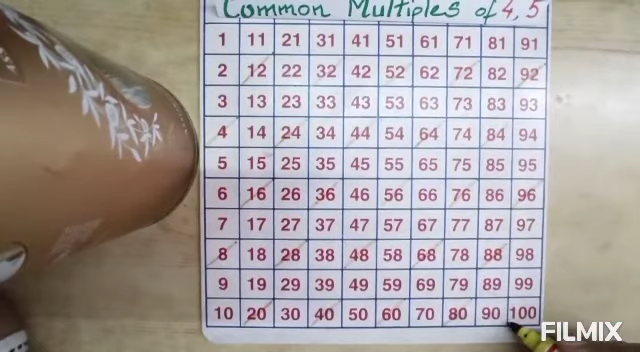 Common Multiples of 4, 5
1 11 21 31 41 51 61 71 81 91
2 12 22 32 42 52 62 72 82 92
3 13 23 33 43 53 63 73 83 93
4 14 24 34 44 54 64 74 84 94
5 15 25 35 45 55 65 75 85 95
6 16 26 36 46 56 66 76 86 96
7 17 27 37 47 57 67 77 87 97
8 18 28 38 48 58 68 78 88 98
9 19 29 39 49 59 69 79 89 99
10 20 30 40 50 60 70 80 90 100
FILMIX